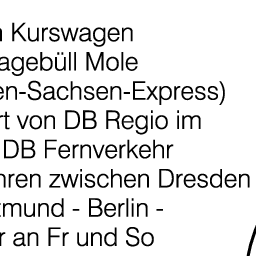 Kurswagen
agebüll Mole
en-Sachsen-Express)
rt von DB Regio im
DB Fernverkehr
hren zwischen Dresden
tmund - Berlin -
r an Fr und So